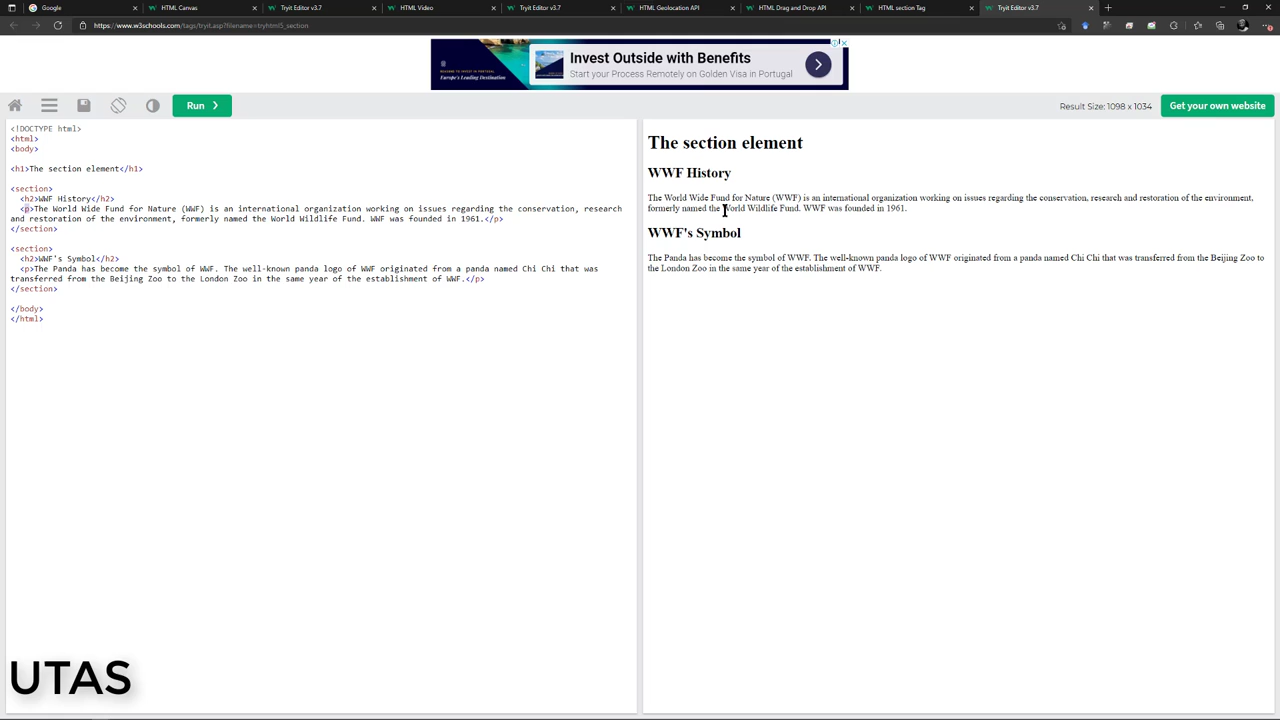 Google
HTML Canvas
Tryit Editor v3.7
HTML Video
Tryit Editor v3.7
HTML Geolocation API
HTML Drag and Drop API
HTML section Tag
Tryit Editor v3.7
https://www.w3schools.com/tags/tryit.asp?filename=tryhtml5_section
Europe's Leading Destination
Invest Outside with Benefits
Start your Process Remotely on Golden Visa in Portugal
Run ❯
Result Size: 1098 x 1034
Get your own website
<!DOCTYPE html>
<html>
<body>
<h1>The section element</h1>
<section>
<h2>WWF History</h2>
<p>The World Wide Fund for Nature (WWF) is an international organization working on issues regarding the conservation, research
and restoration of the environment, formerly named the World Wildlife Fund. WWF was founded in 1961.</p>
</section>
<section>
<h2>WWF's Symbol</h2>
<p>The Panda has become the symbol of WWF. The well-known panda logo of WWF originated from a panda named Chi Chi that was
transferred from the Beijing Zoo to the London Zoo in the same year of the establishment of WWF.</p>
</section>
</body>
</html>
The section element
WWF History
The World Wide Fund for Nature (WWF) is an international organization working on issues regarding the conservation, research and restoration of the environment,
formerly named the World Wildlife Fund. WWF was founded in 1961.
WWF's Symbol
The Panda has become the symbol of WWF. The well-known panda logo of WWF originated from a panda named Chi Chi that was transferred from the Beijing Zoo to
the London Zoo in the same year of the establishment of WWF.
UTAS